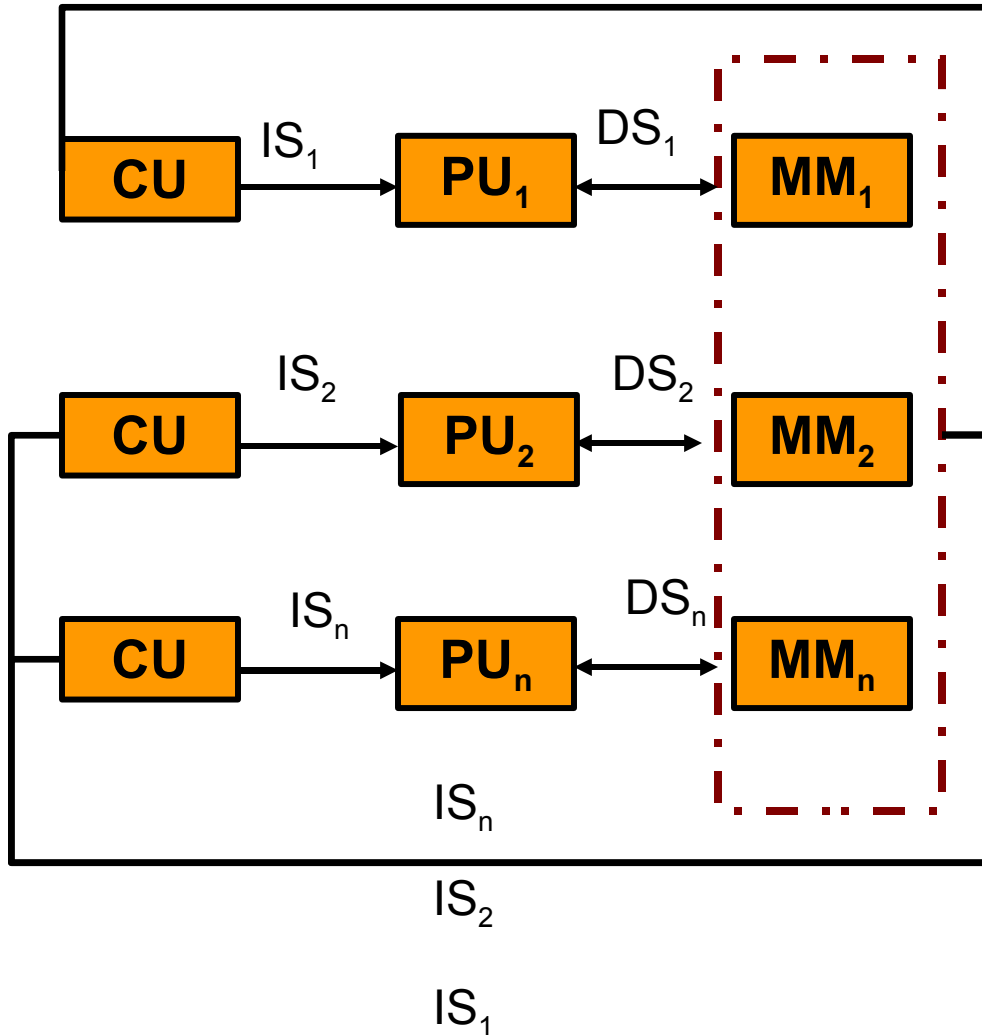 IS₁ DS₁
CU PU₁ MM₁
IS₂ DS₂
CU PU₂ MM₂
ISₙ DSₙ
CU PUₙ MMₙ
ISₙ
IS₂
IS₁